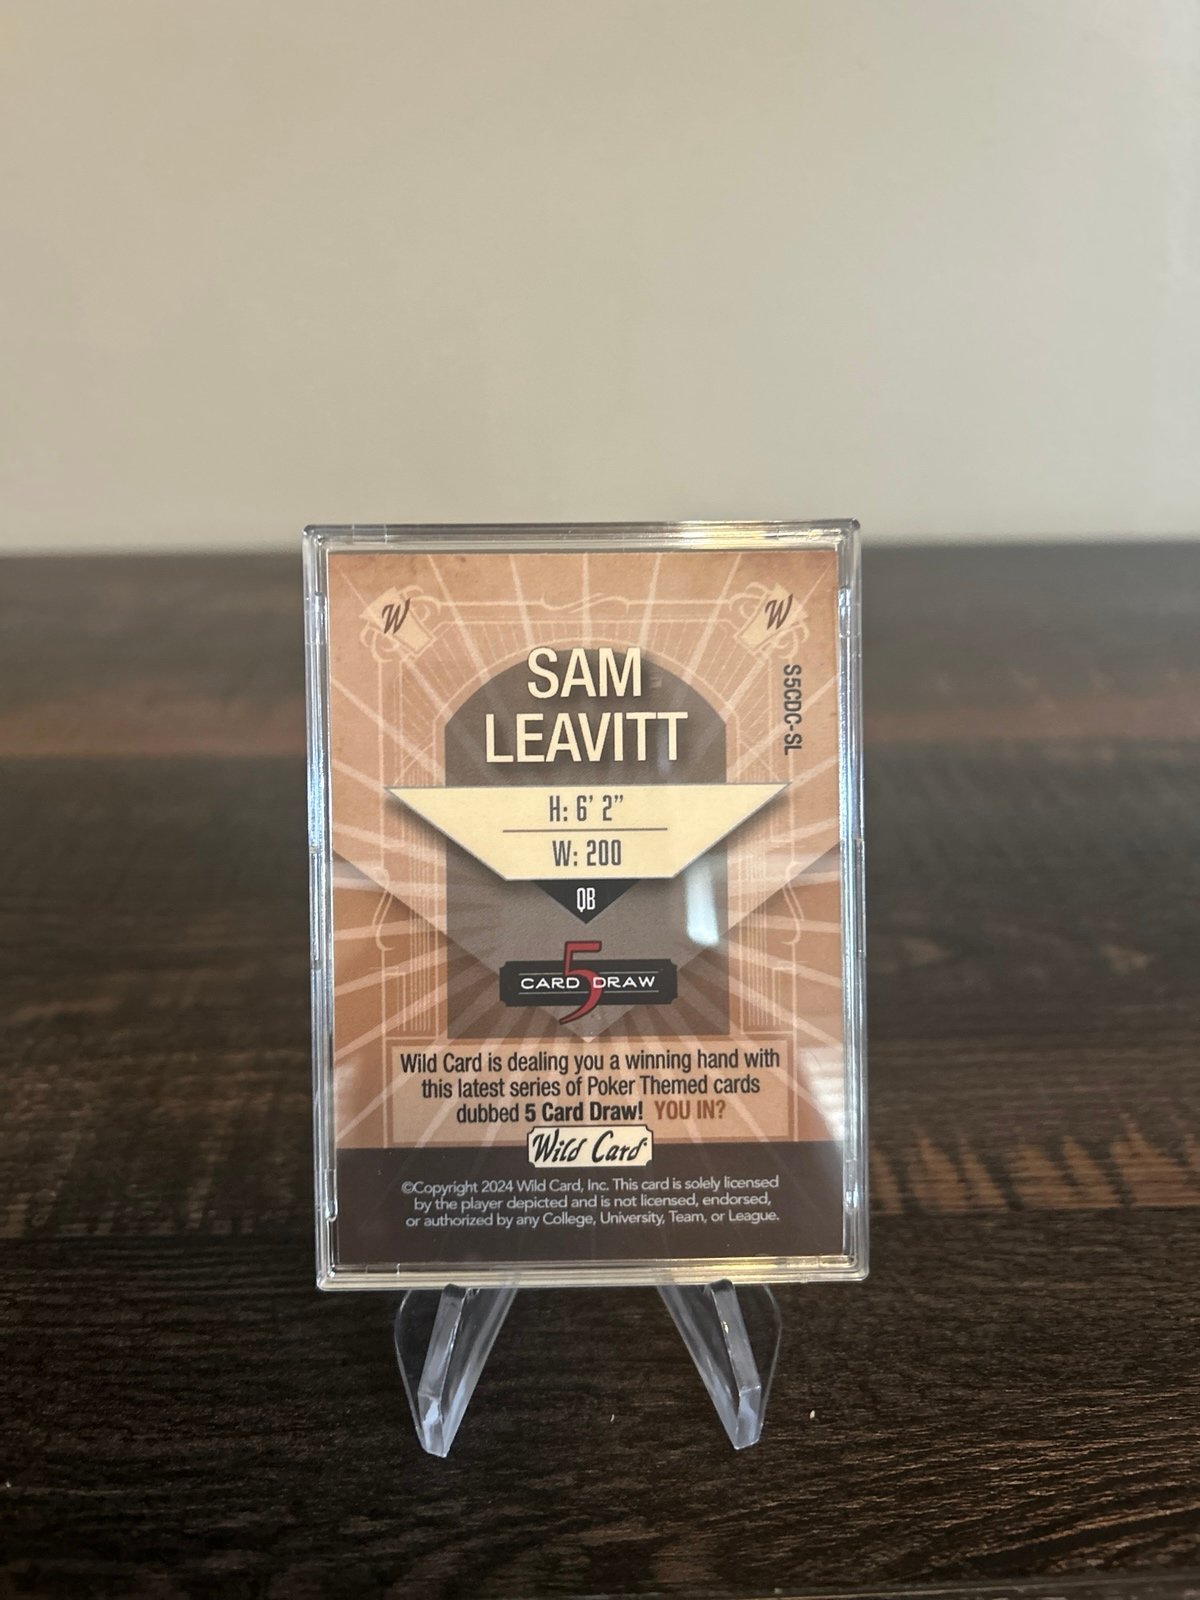 W W
SAM
LEAVITT
S5CDC-SL
H: 6' 2"
W: 200
QB
5
CARD DRAW
Wild Card is dealing you a winning hand with
this latest series of Poker Themed cards
dubbed 5 Card Draw! YOU IN?
Wild Card
©Copyright 2024 Wild Card, Inc. This card is solely licensed
by the player depicted and is not licensed, endorsed,
or authorized by any College, University, Team, or League.